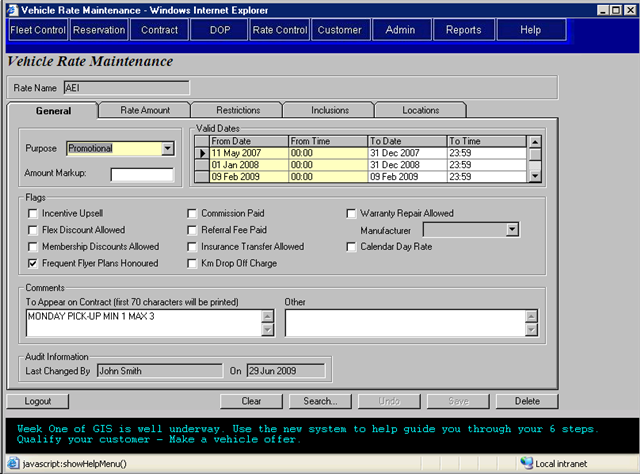 Vehicle Rate Maintenance - Windows Internet Explorer
Fleet Control Reservation Contract DOP Rate Control Customer Admin Reports Help
Vehicle Rate Maintenance
Rate Name AEI
General Rate Amount Restrictions Inclusions Locations
Purpose Promotional
Amount Markup:
Valid Dates
From Date From Time To Date To Time
11 May 2007 00:00 31 Dec 2007 23:59
01 Jan 2008 00:00 31 Dec 2008 23:59
09 Feb 2009 00:00 09 Feb 2009 23:59
Flags
Incentive Upsell Commission Paid Warranty Repair Allowed
Flex Discount Allowed Referral Fee Paid Manufacturer
Membership Discounts Allowed Insurance Transfer Allowed Calendar Day Rate
Frequent Flyer Plans Honoured Km Drop Off Charge
Comments
To Appear on Contract (first 70 characters will be printed) Other
MONDAY PICK-UP MIN 1 MAX 3
Audit Information
Last Changed By John Smith On 29 Jun 2009
Logout Clear Search... Undo Save Delete
Week One of GIS is well underway. Use the new system to help guide you through your 6 steps.
Qualify your customer - Make a vehicle offer.
javascript:showHelpMenu() Local intranet